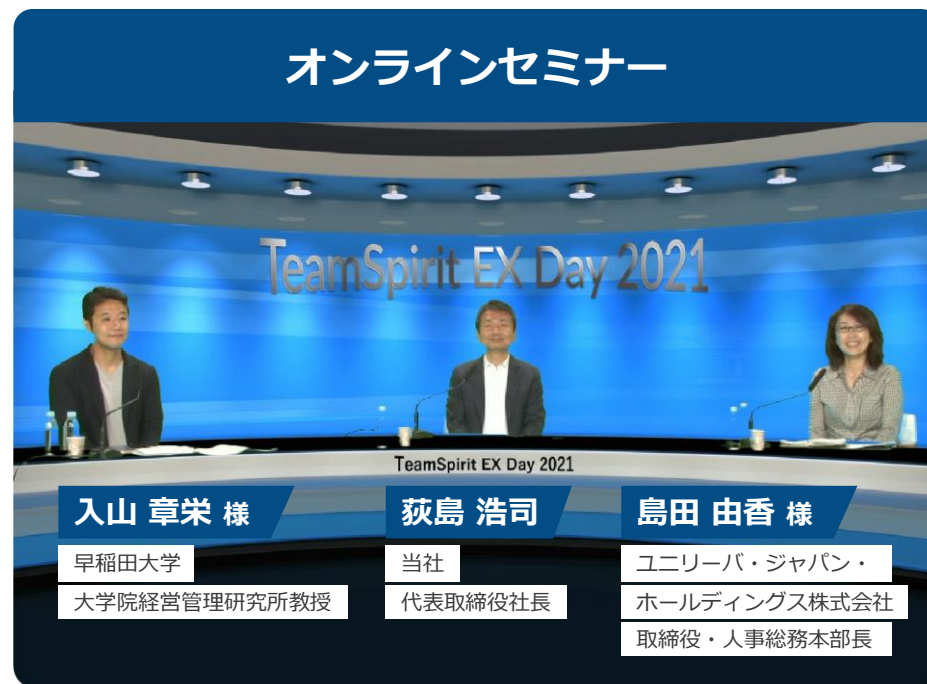 オンラインセミナー
TeamSpirit EX Day 2021
TeamSpirit EX Day 2021
入山 章栄 様
早稲田大学
大学院経営管理研究所教授
荻島 浩司
当社
代表取締役社長
島田 由香 様
ユニリーバ・ジャパン・
ホールディングス株式会社
取締役・人事総務本部長